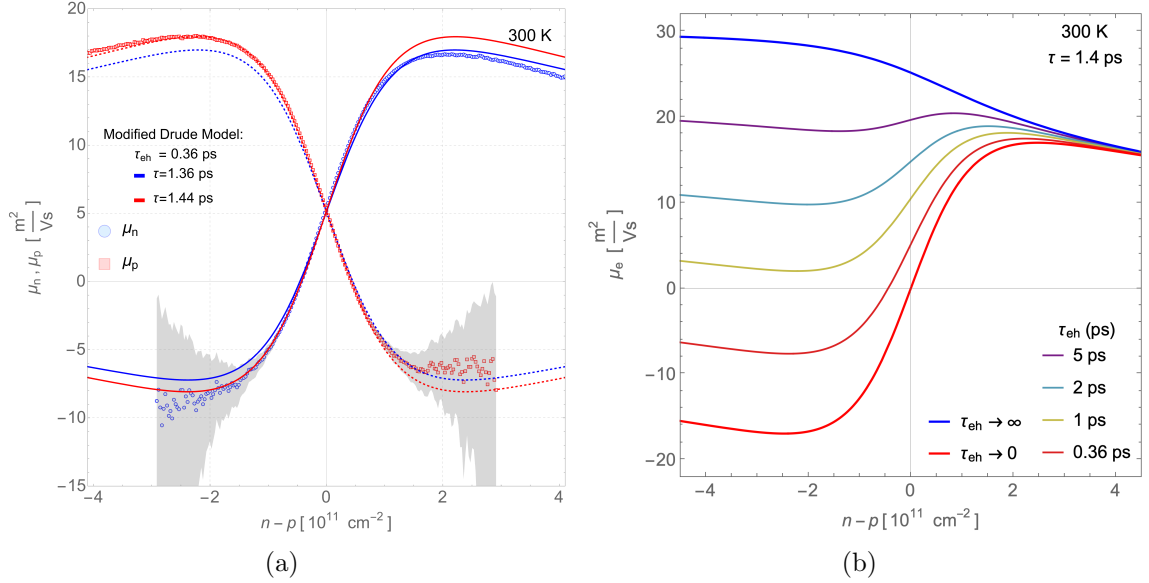 20
15
10
5
0
−5
−10
−15
−4
−2
0
2
4
300 K
Modified Drude Model:
τeh = 0.36 ps
τ=1.36 ps
τ=1.44 ps
μn
μp
μn , μp [ m² / Vs ]
n − p [ 10¹¹ cm⁻² ]
(a)
30
20
10
0
−10
−20
−4
−2
0
2
4
300 K
τ = 1.4 ps
τeh (ps)
5 ps
2 ps
1 ps
0.36 ps
τeh → ∞
τeh → 0
μe [ m² / Vs ]
n − p [ 10¹¹ cm⁻² ]
(b)